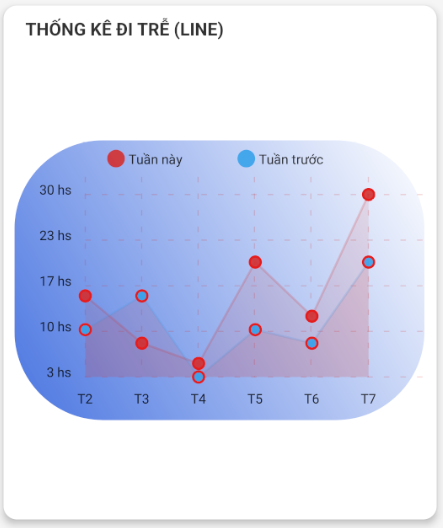 THỐNG KÊ ĐI TRỄ (LINE)
Tuần này
Tuần trước
30 hs
23 hs
17 hs
10 hs
3 hs
T2 T3 T4 T5 T6 T7